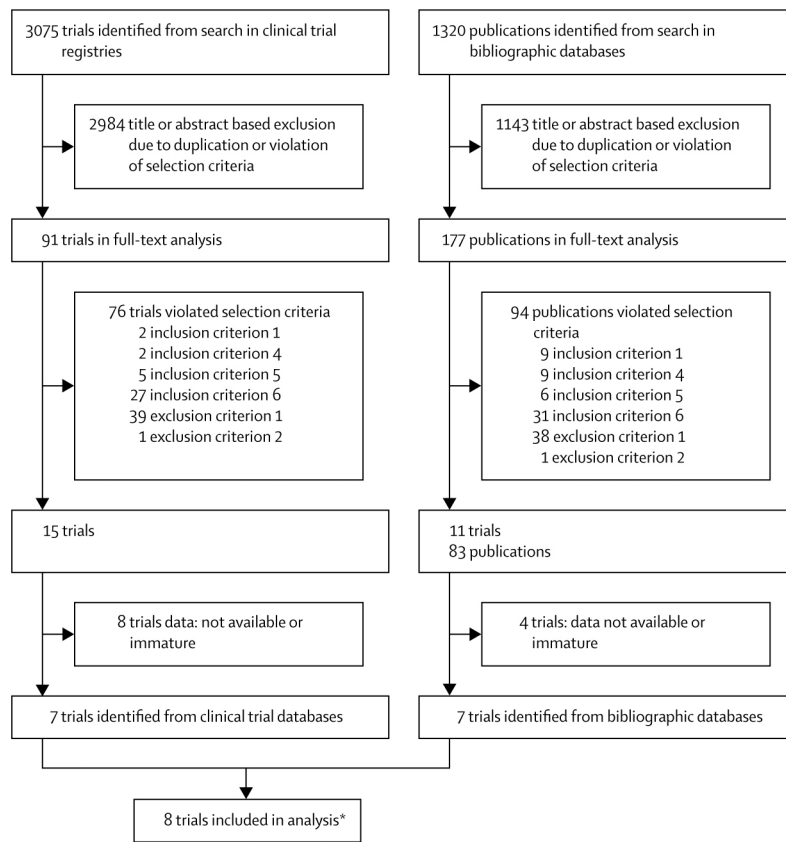 3075 trials identified from search in clinical trial
registries
1320 publications identified from search in
bibliographic databases
2984 title or abstract based exclusion
due to duplication or violation
of selection criteria
1143 title or abstract based exclusion
due to duplication or violation
of selection criteria
91 trials in full-text analysis
177 publications in full-text analysis
76 trials violated selection criteria
2 inclusion criterion 1
2 inclusion criterion 4
5 inclusion criterion 5
27 inclusion criterion 6
39 exclusion criterion 1
1 exclusion criterion 2
94 publications violated selection
criteria
9 inclusion criterion 1
9 inclusion criterion 4
6 inclusion criterion 5
31 inclusion criterion 6
38 exclusion criterion 1
1 exclusion criterion 2
15 trials
11 trials
83 publications
8 trials data: not available or
immature
4 trials: data not available or
immature
7 trials identified from clinical trial databases
7 trials identified from bibliographic databases
8 trials included in analysis*